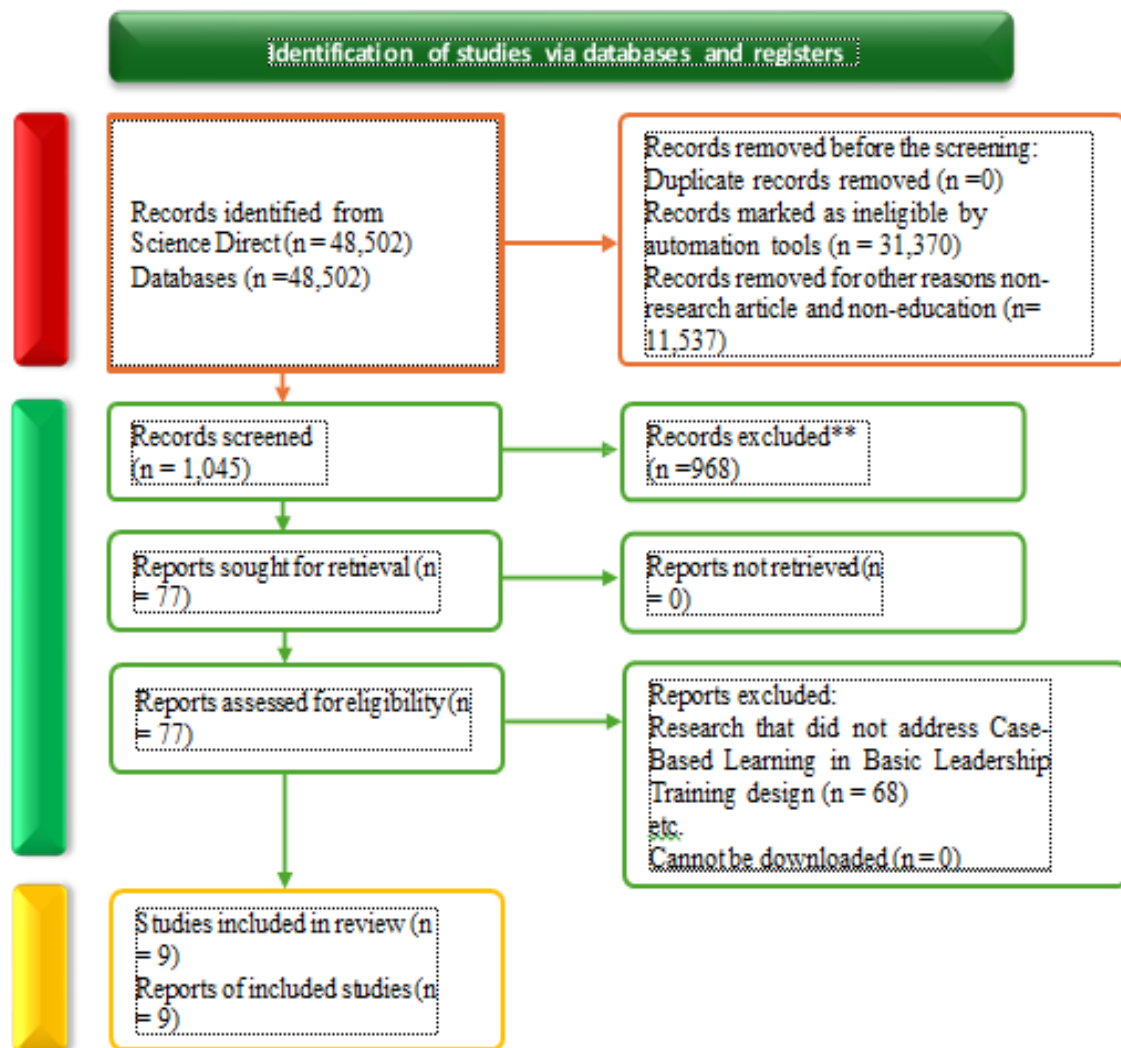 Identification of studies via databases and registers
Records identified from
Science Direct (n = 48,502)
Databases (n =48,502)
Records removed before the screening:
Duplicate records removed (n =0)
Records marked as ineligible by
automation tools (n = 31,370)
Records removed for other reasons non-
research article and non-education (n=
11,537)
Records screened
(n = 1,045)
Records excluded**
(n =968)
Reports sought for retrieval (n
= 77)
Reports not retrieved (n
= 0)
Reports assessed for eligibility (n
= 77)
Reports excluded:
Research that did not address Case-
Based Learning in Basic Leadership
Training design (n = 68)
etc.
Cannot be downloaded (n = 0)
Studies included in review (n
= 9)
Reports of included studies (n
= 9)